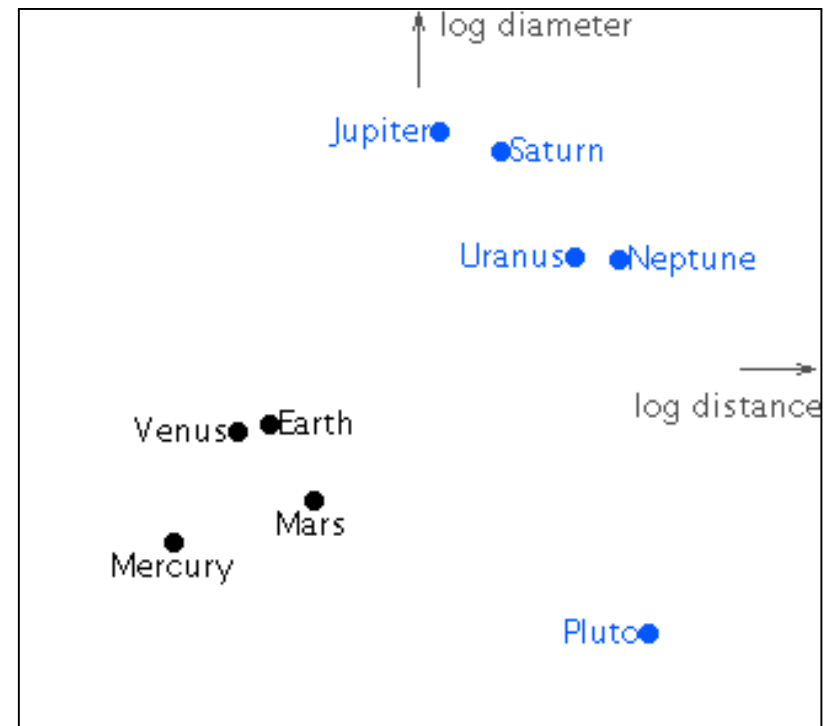 log diameter
Jupiter
Saturn
Uranus
Neptune
log distance
Venus
Earth
Mars
Mercury
Pluto